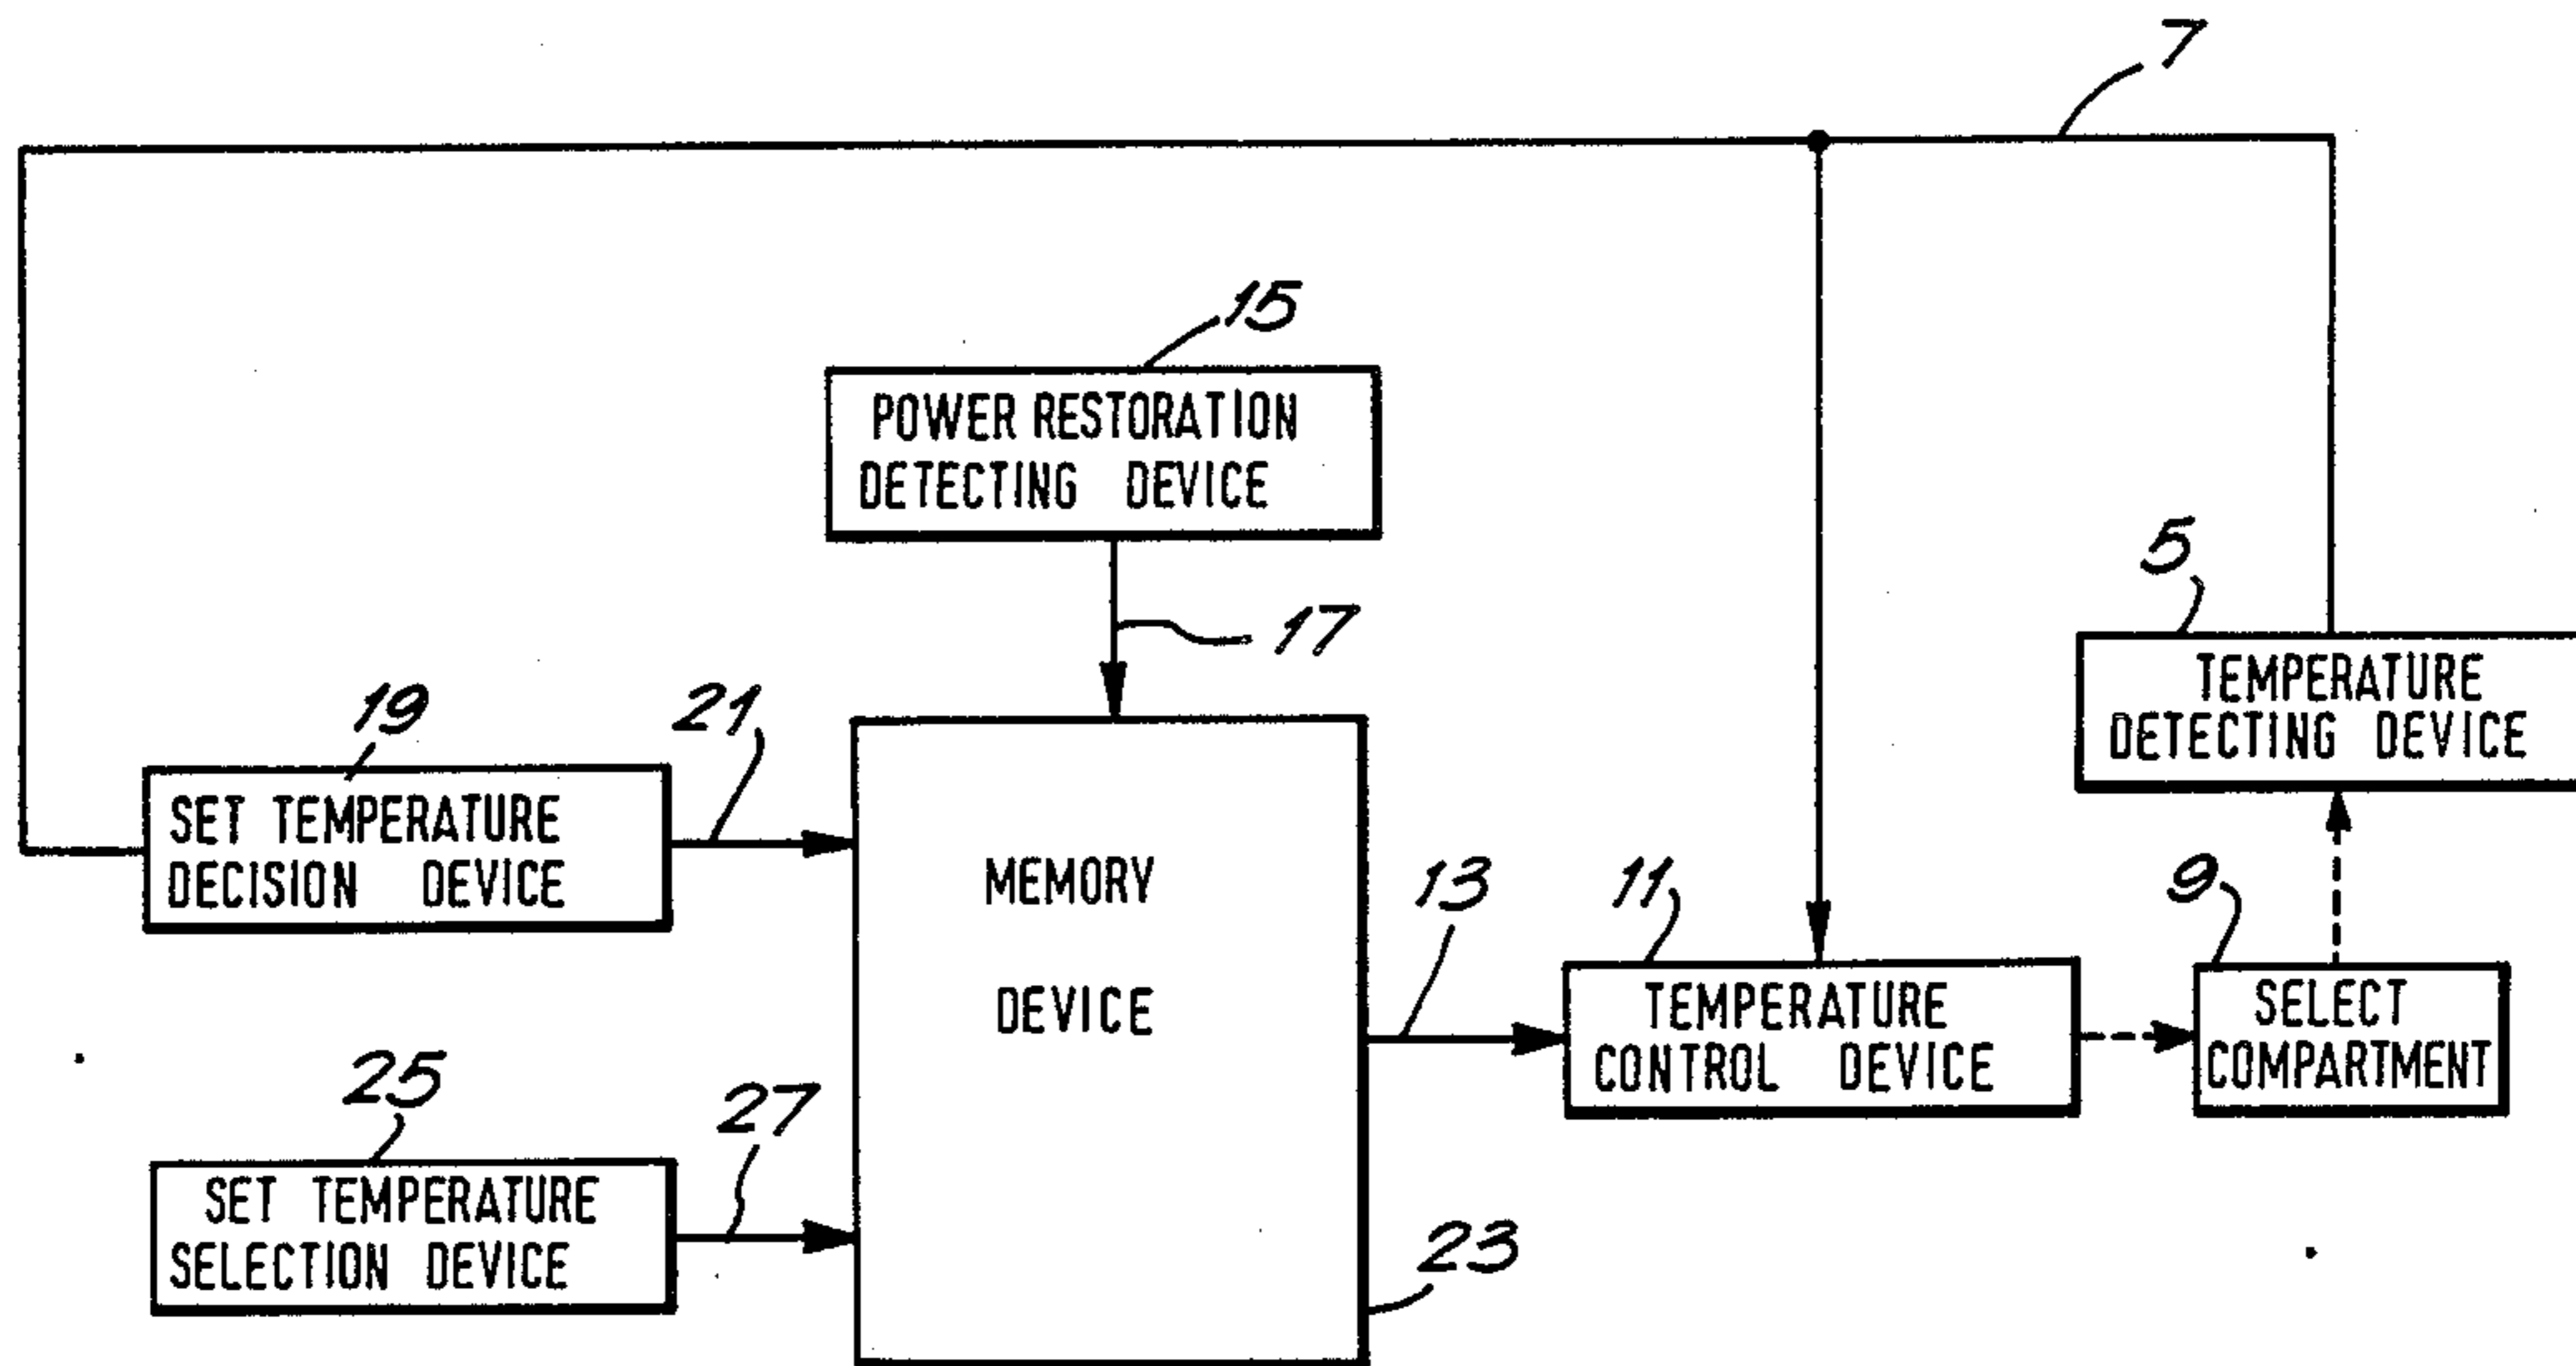 7
15
POWER RESTORATION
DETECTING DEVICE
17
5
TEMPERATURE
DETECTING DEVICE
19
21
SET TEMPERATURE
DECISION DEVICE
MEMORY
DEVICE
13
11
TEMPERATURE
CONTROL DEVICE
9
SELECT
COMPARTMENT
25
27
SET TEMPERATURE
SELECTION DEVICE
23